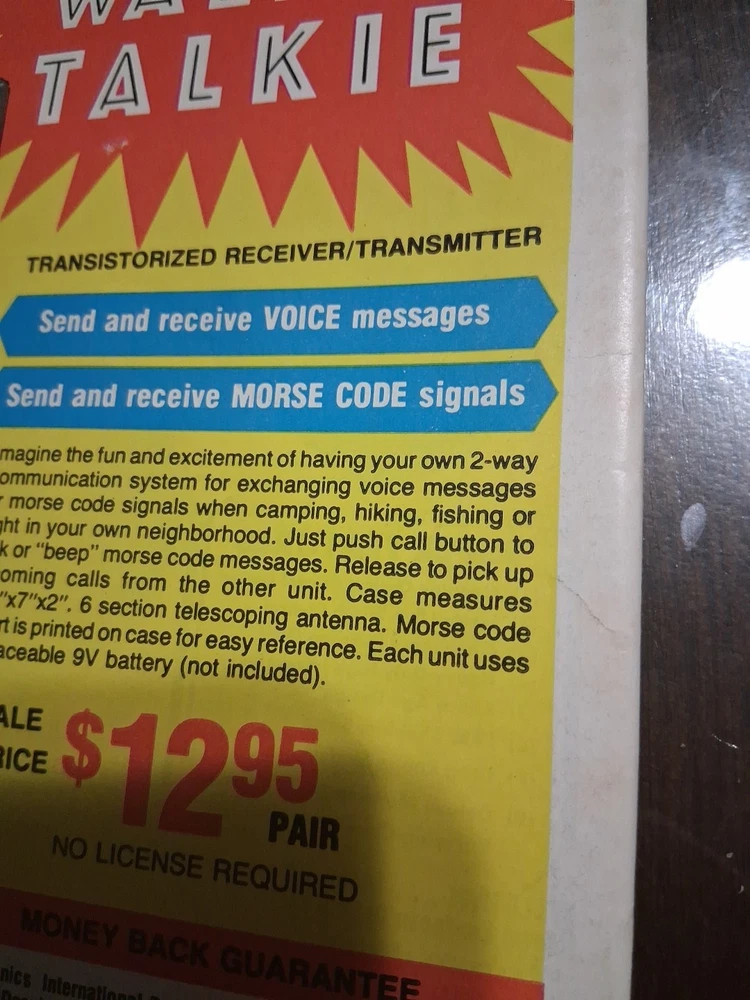 TALKIE
TRANSISTORIZED RECEIVER/TRANSMITTER
Send and receive VOICE messages
Send and receive MORSE CODE signals
magine the fun and excitement of having your own 2-way
ommunication system for exchanging voice messages
r morse code signals when camping, hiking, fishing or
ght in your own neighborhood. Just push call button to
k or "beep" morse code messages. Release to pick up
oming calls from the other unit. Case measures
"x7"x2". 6 section telescoping antenna. Morse code
rt is printed on case for easy reference. Each unit uses
aceable 9V battery (not included).
ALE
RICE $12.95
PAIR
NO LICENSE REQUIRED
MONEY BACK GUARANTEE
nics International